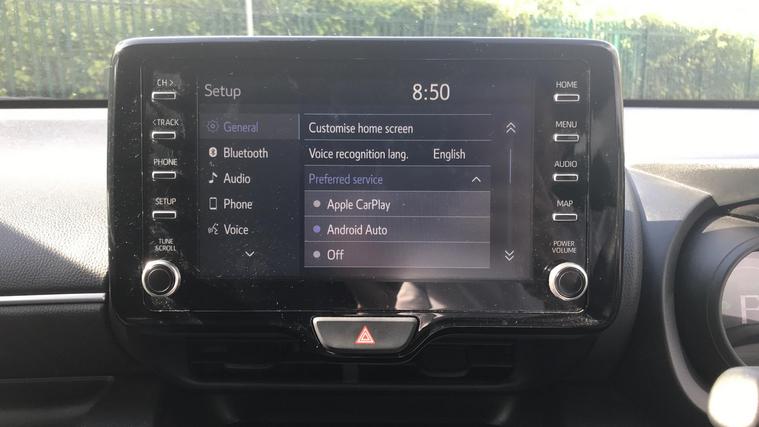 CH >
Setup
8:50
HOME
< TRACK
General
Customise home screen
MENU
Bluetooth
Voice recognition lang. English
PHONE
Audio
Preferred service
AUDIO
SETUP
Phone
Apple CarPlay
MAP
Voice
Android Auto
TUNE
&SCROLL
Off
POWER
VOLUME
P